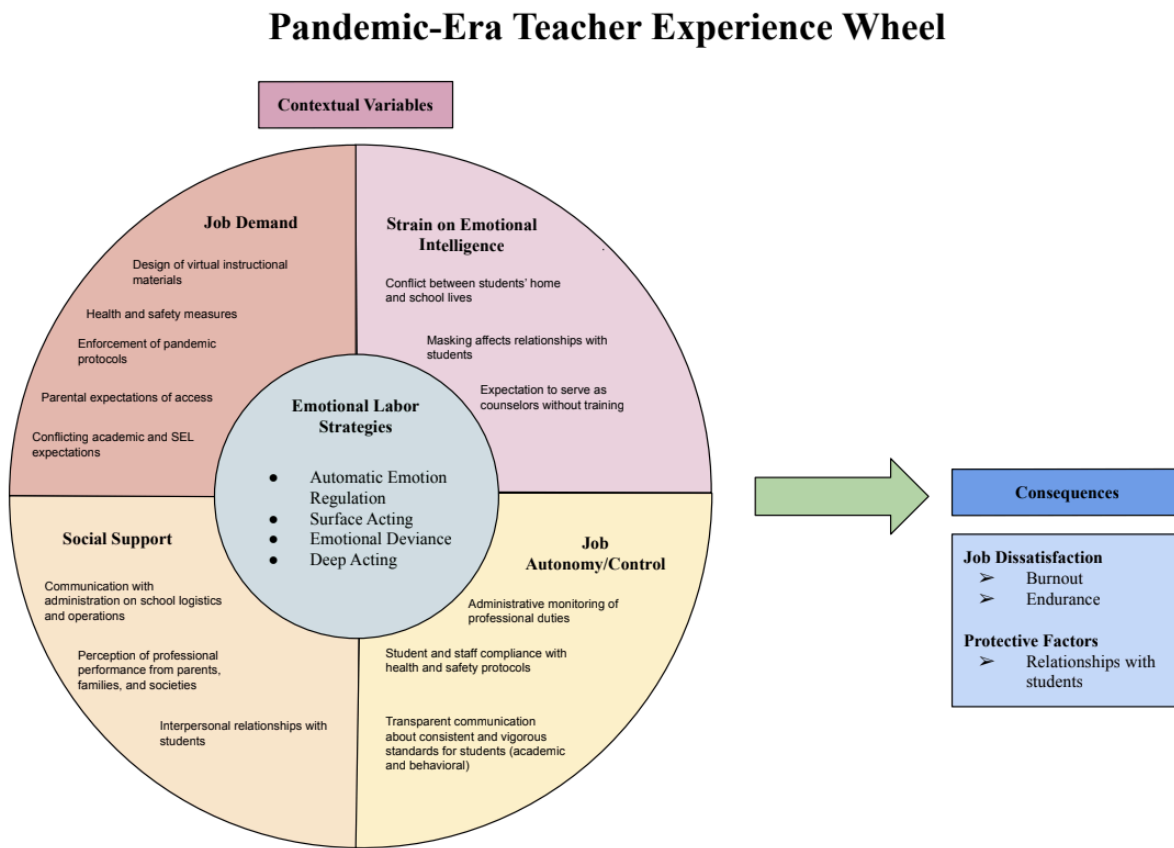 Pandemic-Era Teacher Experience Wheel
Contextual Variables
Job Demand
Design of virtual instructional
materials
Health and safety measures
Enforcement of pandemic
protocols
Parental expectations of access
Conflicting academic and SEL
expectations
Strain on Emotional
Intelligence
Conflict between students' home
and school lives
Masking affects relationships with
students
Expectation to serve as
counselors without training
Emotional Labor
Strategies
● Automatic Emotion
Regulation
● Surface Acting
● Emotional Deviance
● Deep Acting
Social Support
Communication with
administration on school logistics
and operations
Perception of professional
performance from parents,
families, and societies
Interpersonal relationships with
students
Job
Autonomy/Control
Administrative monitoring of
professional duties
Student and staff compliance with
health and safety protocols
Transparent communication
about consistent and vigorous
standards for students (academic
and behavioral)
Consequences
Job Dissatisfaction
➢ Burnout
➢ Endurance
Protective Factors
➢ Relationships with
students